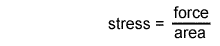 stress = force
area